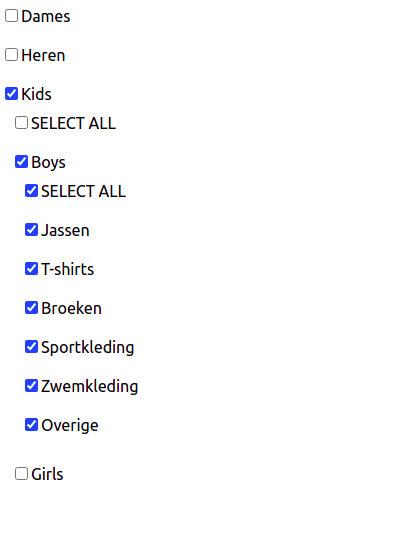 Dames
Heren
Kids
SELECT ALL
Boys
SELECT ALL
Jassen
T-shirts
Broeken
Sportkleding
Zwemkleding
Overige
Girls